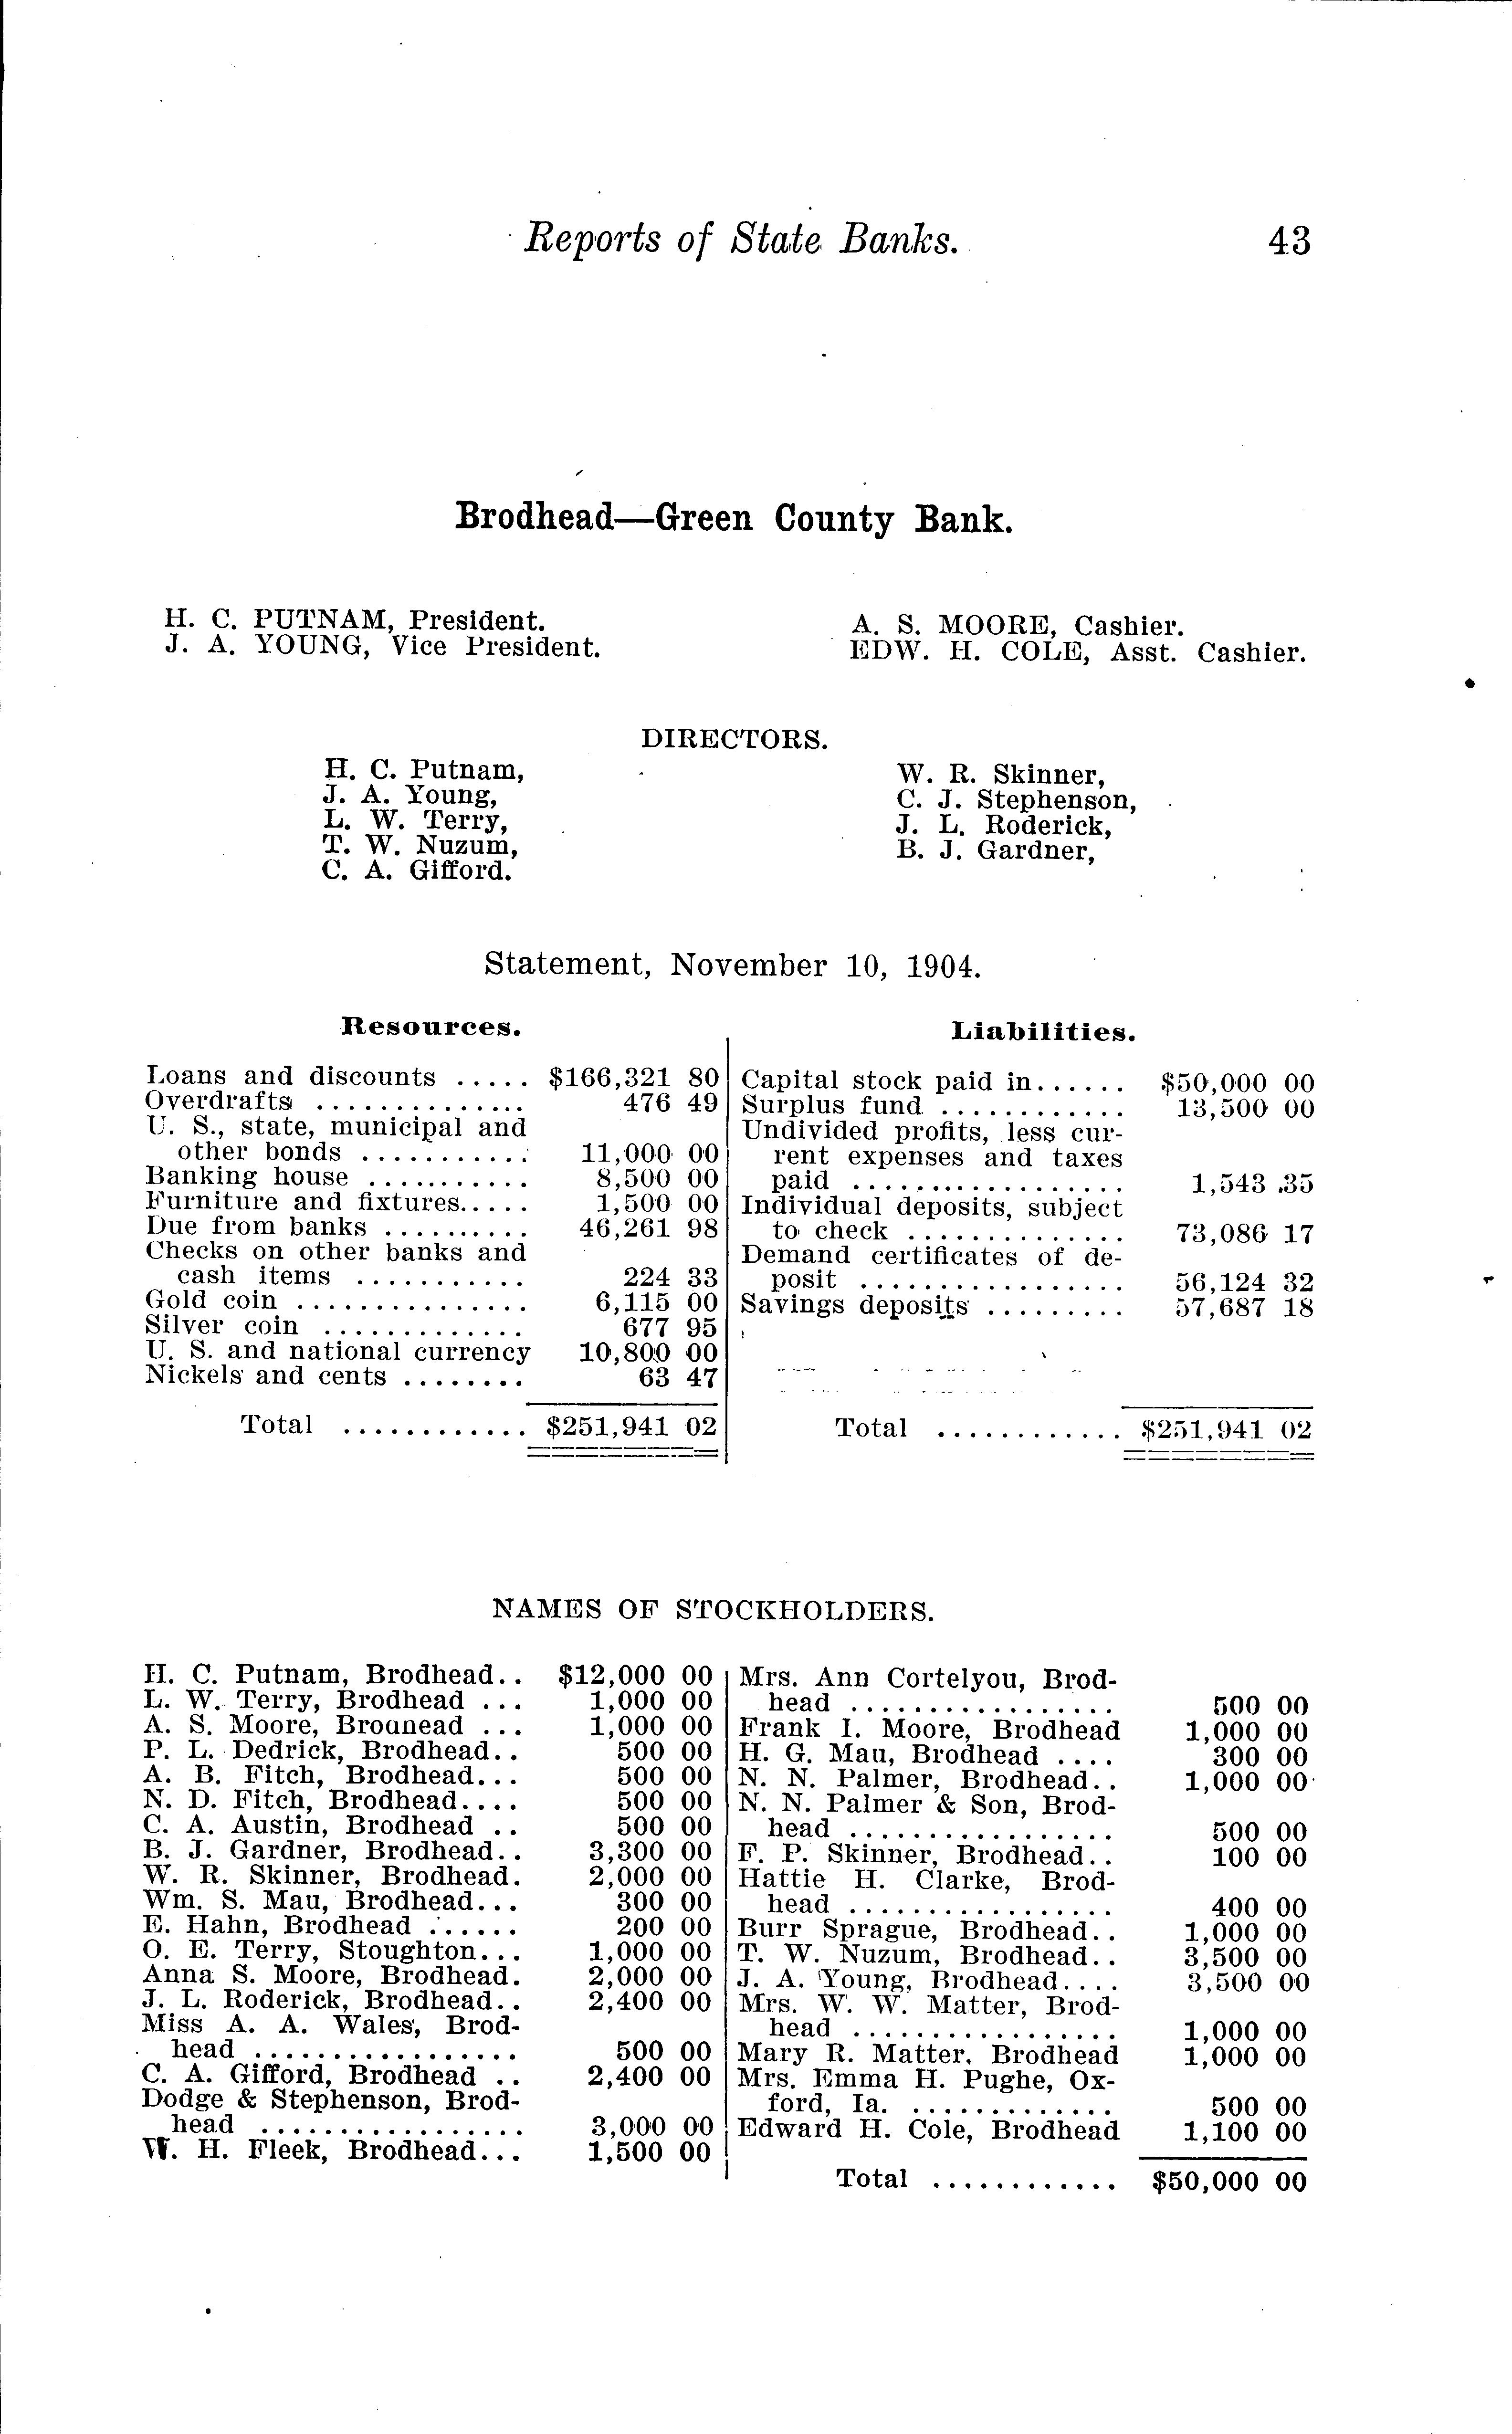 Reports of State Banks. 43
Brodhead—Green County Bank.
H. C. PUTNAM, President.
J. A. YOUNG, Vice President.
A. S. MOORE, Cashier.
EDW. H. COLE, Asst. Cashier.
DIRECTORS.
H. C. Putnam,
J. A. Young,
L. W. Terry,
T. W. Nuzum,
C. A. Gifford.
W. R. Skinner,
C. J. Stephenson,
J. L. Roderick,
B. J. Gardner,
Statement, November 10, 1904.
Resources.
Loans and discounts ..... $166,321 80
Overdrafts .............. 476 49
U. S., state, municipal and
other bonds ........... 11,000 00
Banking house ........... 8,500 00
Furniture and fixtures..... 1,500 00
Due from banks .......... 46,261 98
Checks on other banks and
cash items ........... 224 33
Gold coin ............... 6,115 00
Silver coin ............. 677 95
U. S. and national currency 10,800 00
Nickels and cents ........ 63 47
Total ............ $251,941 02
Liabilities.
Capital stock paid in...... $50,000 00
Surplus fund ............ 13,500 00
Undivided profits, less cur-
rent expenses and taxes
paid .................. 1,543 35
Individual deposits, subject
to check .............. 73,086 17
Demand certificates of de-
posit ................. 56,124 32
Savings deposits ......... 57,687 18
Total ............ $251,941 02
NAMES OF STOCKHOLDERS.
H. C. Putnam, Brodhead.. $12,000 00
L. W. Terry, Brodhead ... 1,000 00
A. S. Moore, Brounead ... 1,000 00
P. L. Dedrick, Brodhead.. 500 00
A. B. Fitch, Brodhead... 500 00
N. D. Fitch, Brodhead.... 500 00
C. A. Austin, Brodhead .. 500 00
B. J. Gardner, Brodhead.. 3,300 00
W. R. Skinner, Brodhead. 2,000 00
Wm. S. Mau, Brodhead... 300 00
E. Hahn, Brodhead ...... 200 00
O. E. Terry, Stoughton... 1,000 00
Anna S. Moore, Brodhead. 2,000 00
J. L. Roderick, Brodhead.. 2,400 00
Miss A. A. Wales, Brod-
head ................. 500 00
C. A. Gifford, Brodhead .. 2,400 00
Dodge & Stephenson, Brod-
head ................. 3,000 00
W. H. Fleek, Brodhead... 1,500 00
Mrs. Ann Cortelyou, Brod-
head ................. 500 00
Frank I. Moore, Brodhead 1,000 00
H. G. Mau, Brodhead .... 300 00
N. N. Palmer, Brodhead.. 1,000 00
N. N. Palmer & Son, Brod-
head ................. 500 00
F. P. Skinner, Brodhead.. 100 00
Hattie H. Clarke, Brod-
head ................. 400 00
Burr Sprague, Brodhead.. 1,000 00
T. W. Nuzum, Brodhead.. 3,500 00
J. A. Young, Brodhead.... 3,500 00
Mrs. W. W. Matter, Brod-
head ................. 1,000 00
Mary R. Matter, Brodhead 1,000 00
Mrs. Emma H. Pughe, Ox-
ford, Ia. ............. 500 00
Edward H. Cole, Brodhead 1,100 00
Total ............ $50,000 00